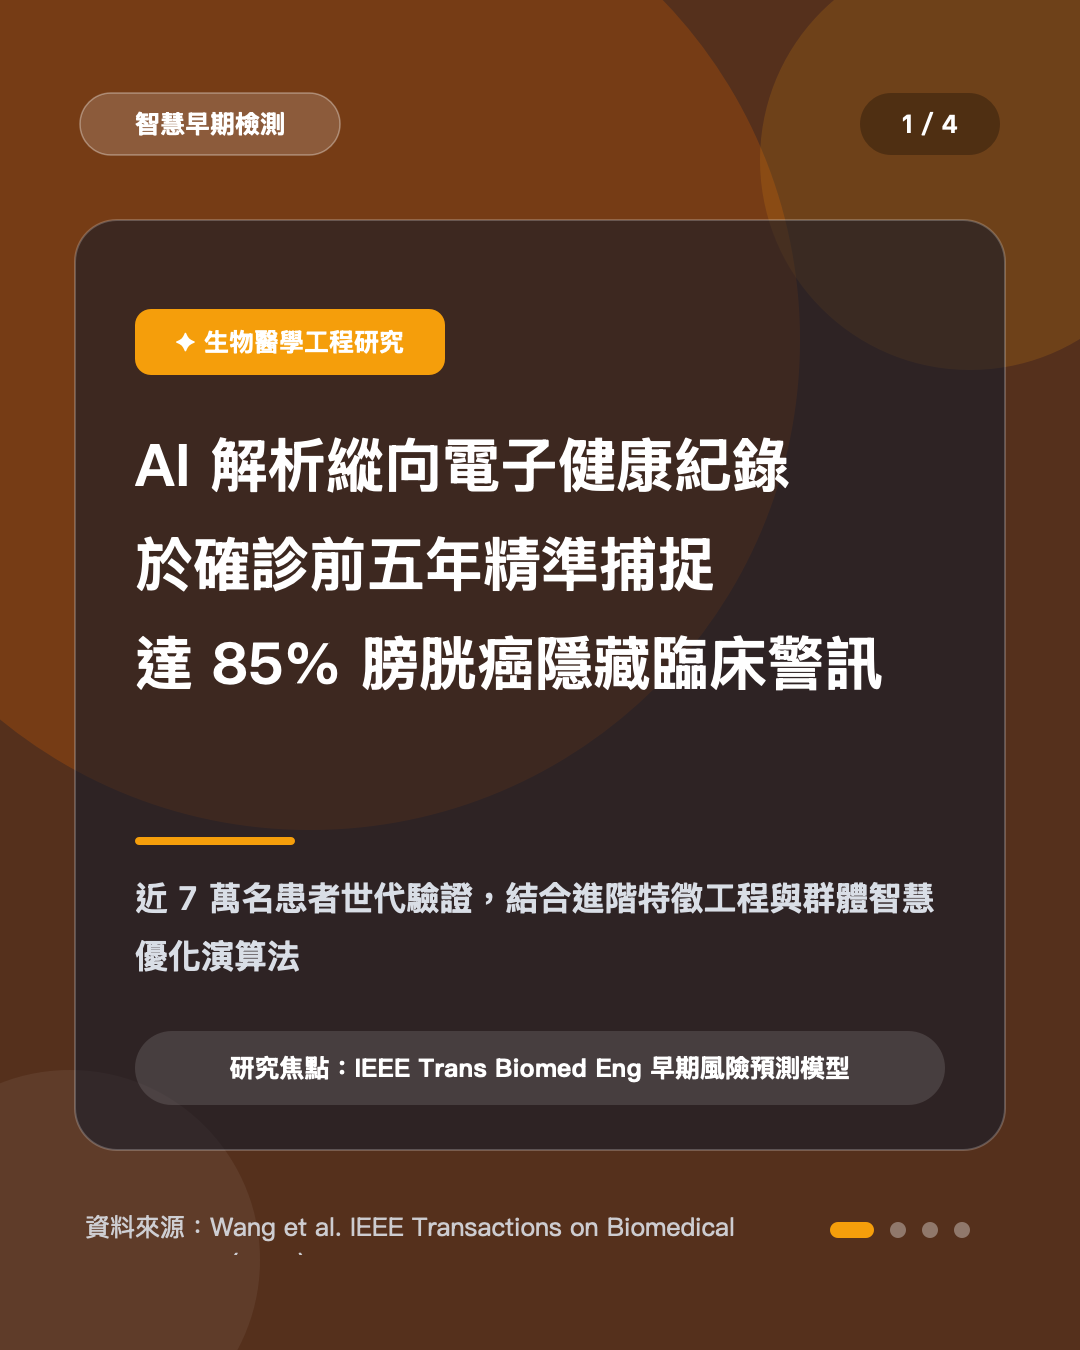 智慧早期檢測
1 / 4
✦ 生物醫學工程研究
AI 解析縱向電子健康紀錄
於確診前五年精準捕捉
達 85% 膀胱癌隱藏臨床警訊
近 7 萬名患者世代驗證，結合進階特徵工程與群體智慧
優化演算法
研究焦點：IEEE Trans Biomed Eng 早期風險預測模型
資料來源：Wang et al. IEEE Transactions on Biomedical